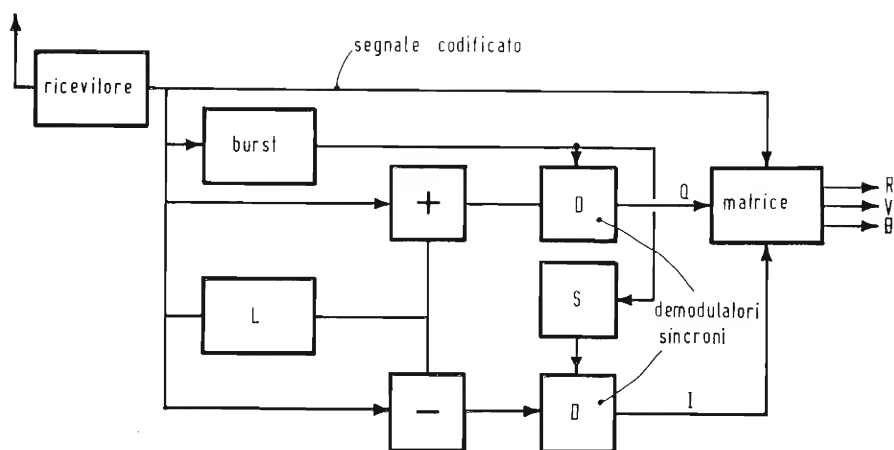 segnale codificato
ricevitore
burst
+
D
Q
matrice
R
V
B
S
L
demodulatori
sincroni
−
D
I